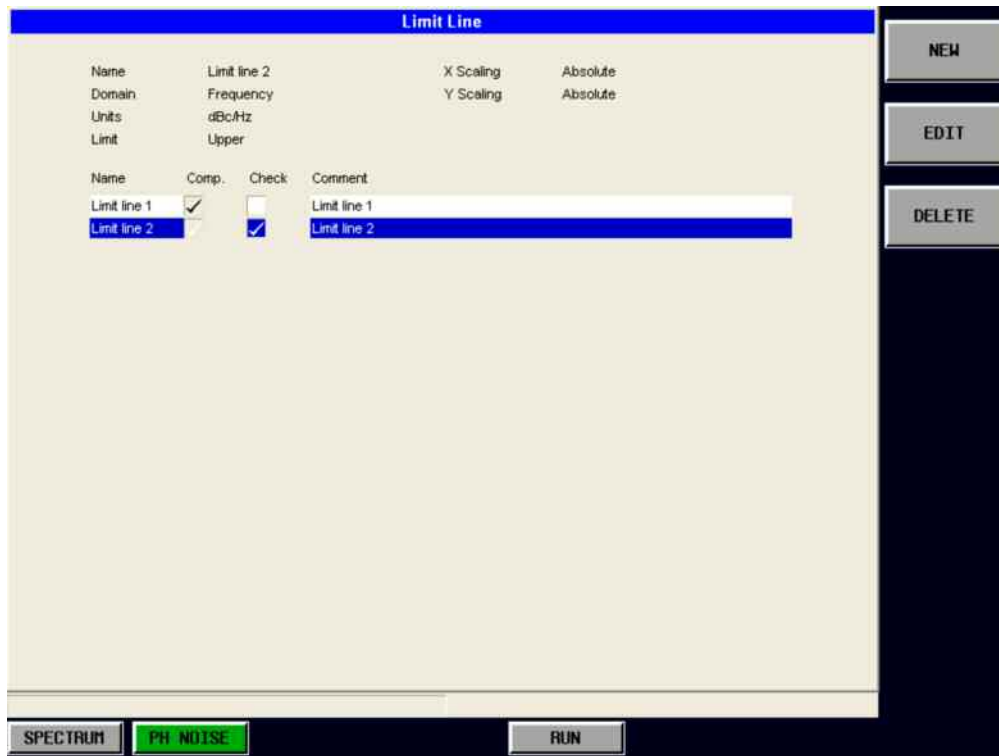 Limit Line
Name Limit line 2 X Scaling Absolute
Domain Frequency Y Scaling Absolute
Units dBc/Hz
Limit Upper
Name Comp. Check Comment
Limit line 1 Limit line 1
Limit line 2 Limit line 2
NEW
EDIT
DELETE
SPECTRUM PH NOISE RUN